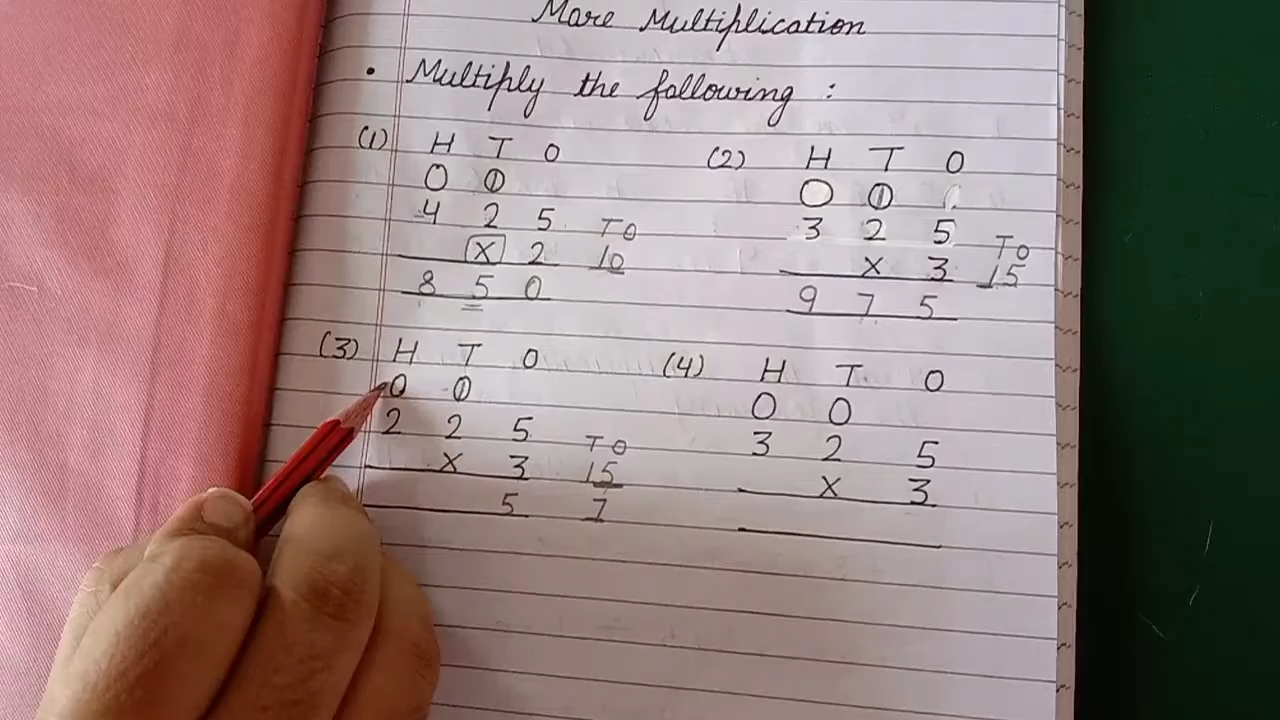 More Multiplication
• Multiply the following :
(1) H T O
0 1
4 2 5 T O
x 2 10
8 5 0
(2) H T O
0 1
3 2 5 T O
x 3 15
9 7 5
(3) H T O
0 1
2 2 5 T O
x 3 15
5 7
(4) H T O
0 0
3 2 5
x 3